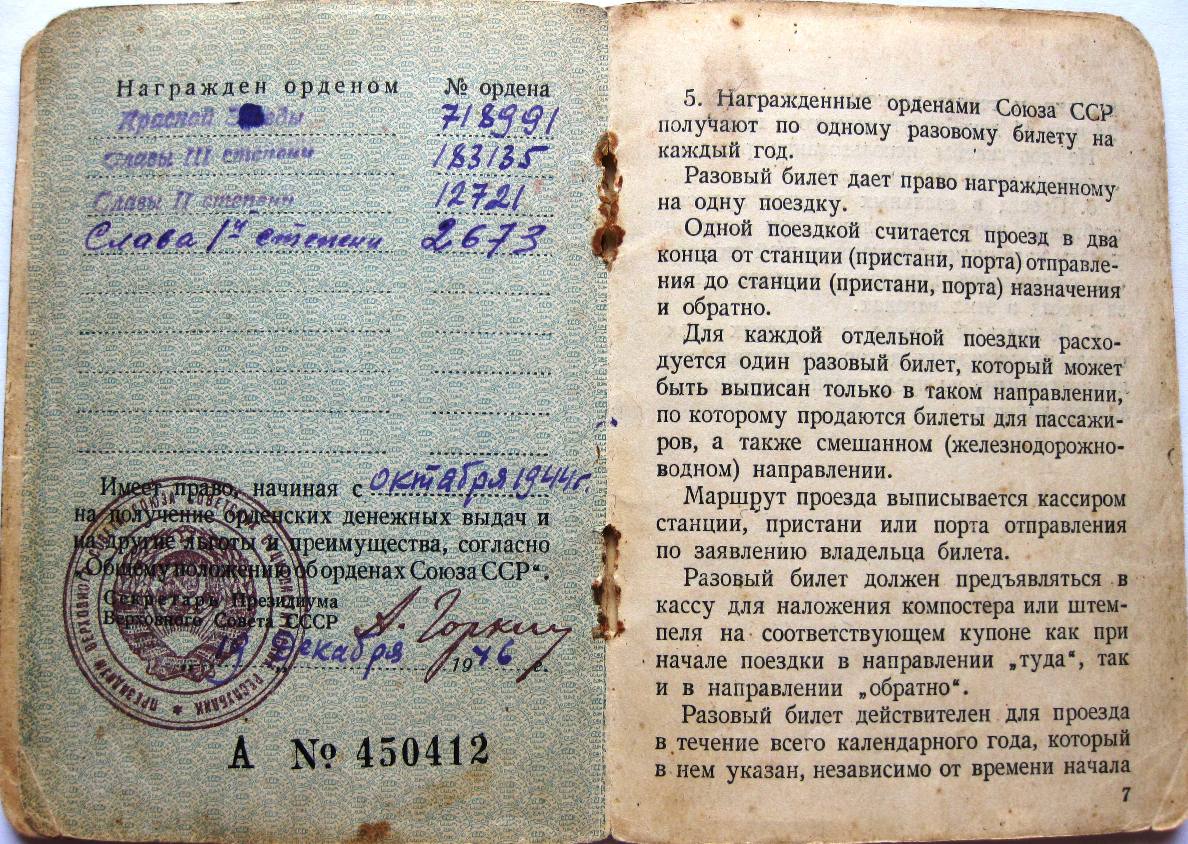 Награжден орденом № ордена
Красной Звезды 718991
Славы III степени 183135
Славы II степени 12721
Слава 1й степени 2673
Имеет право, начиная с октября 1944г.
на получение орденских денежных выдач и
на другие льготы и преимущества, согласно
„Общему положению об орденах Союза ССР“.
Секретарь Президиума
Верховного Совета СССР А. Горкин
19 декабря 1946 г.
А № 450412
5. Награжденные орденами Союза ССР
получают по одному разовому билету на
каждый год.
Разовый билет дает право награжденному
на одну поездку.
Одной поездкой считается проезд в два
конца от станции (пристани, порта) отправле-
ния до станции (пристани, порта) назначения
и обратно.
Для каждой отдельной поездки расхо-
дуется один разовый билет, который может
быть выписан только в таком направлении,
по которому продаются билеты для пассажи-
ров, а также смешанном (железнодорожно-
водном) направлении.
Маршрут проезда выписывается кассиром
станции, пристани или порта отправления
по заявлению владельца билета.
Разовый билет должен предъявляться в
кассу для наложения компостера или штем-
пеля на соответствующем купоне как при
начале поездки в направлении „туда“, так
и в направлении „обратно“.
Разовый билет действителен для проезда
в течение всего календарного года, который
в нем указан, независимо от времени начала
7